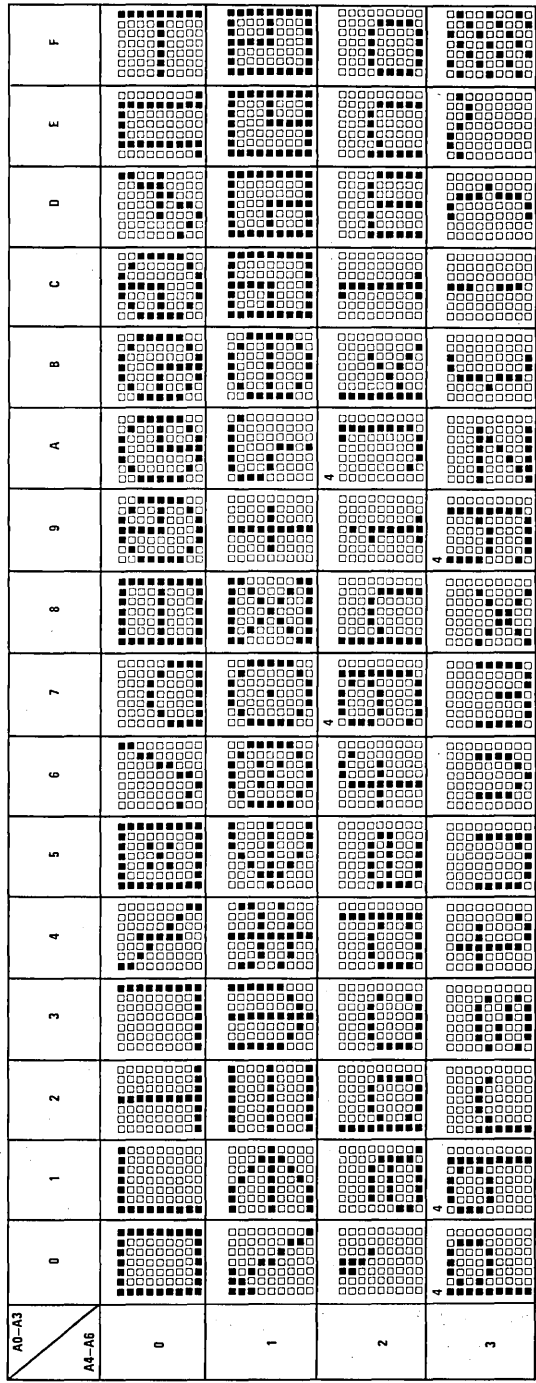 A0–A3 0 1 2 3 4 5 6 7 8 9 A B C D E F
A4–A6
0
1
2 ` a b c d e f 4 g h i 4 j k l m n o
3 4 p 4 q r s t u v w x 4 y z { | } ~